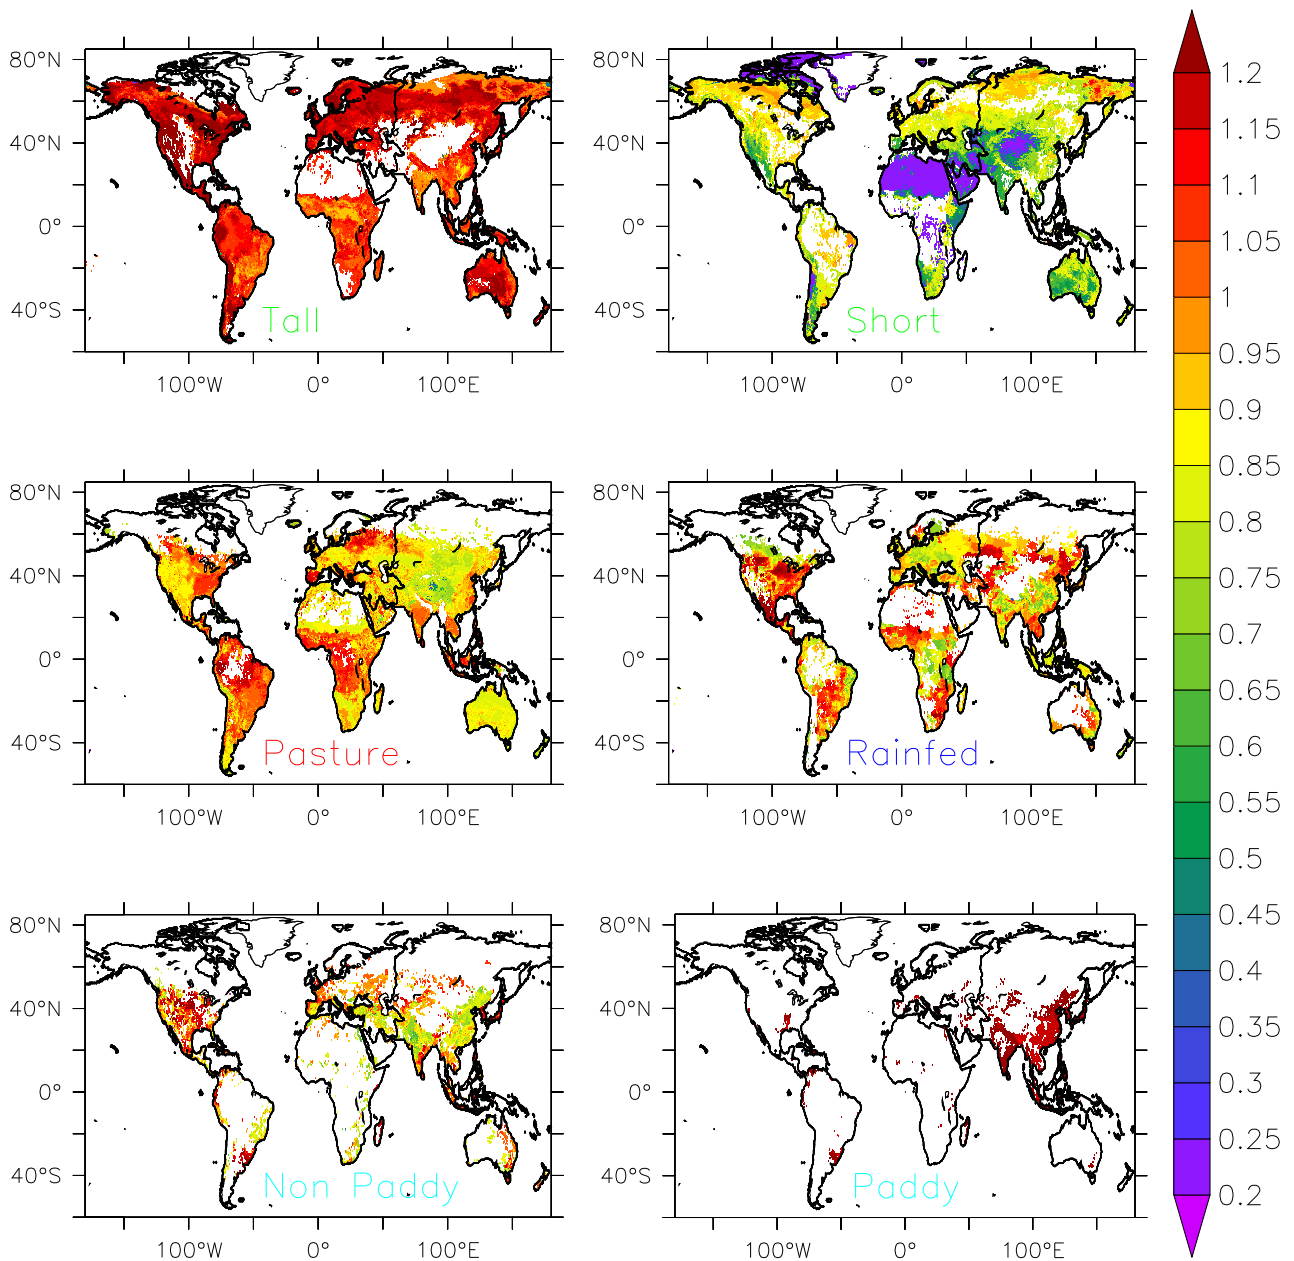 80°N
40°N
0°
40°S
100°W 0° 100°E
Tall
80°N
40°N
0°
40°S
100°W 0° 100°E
Short
80°N
40°N
0°
40°S
100°W 0° 100°E
Pasture
80°N
40°N
0°
40°S
100°W 0° 100°E
Rainfed
80°N
40°N
0°
40°S
100°W 0° 100°E
Non Paddy
80°N
40°N
0°
40°S
100°W 0° 100°E
Paddy
1.2
1.15
1.1
1.05
1
0.95
0.9
0.85
0.8
0.75
0.7
0.65
0.6
0.55
0.5
0.45
0.4
0.35
0.3
0.25
0.2